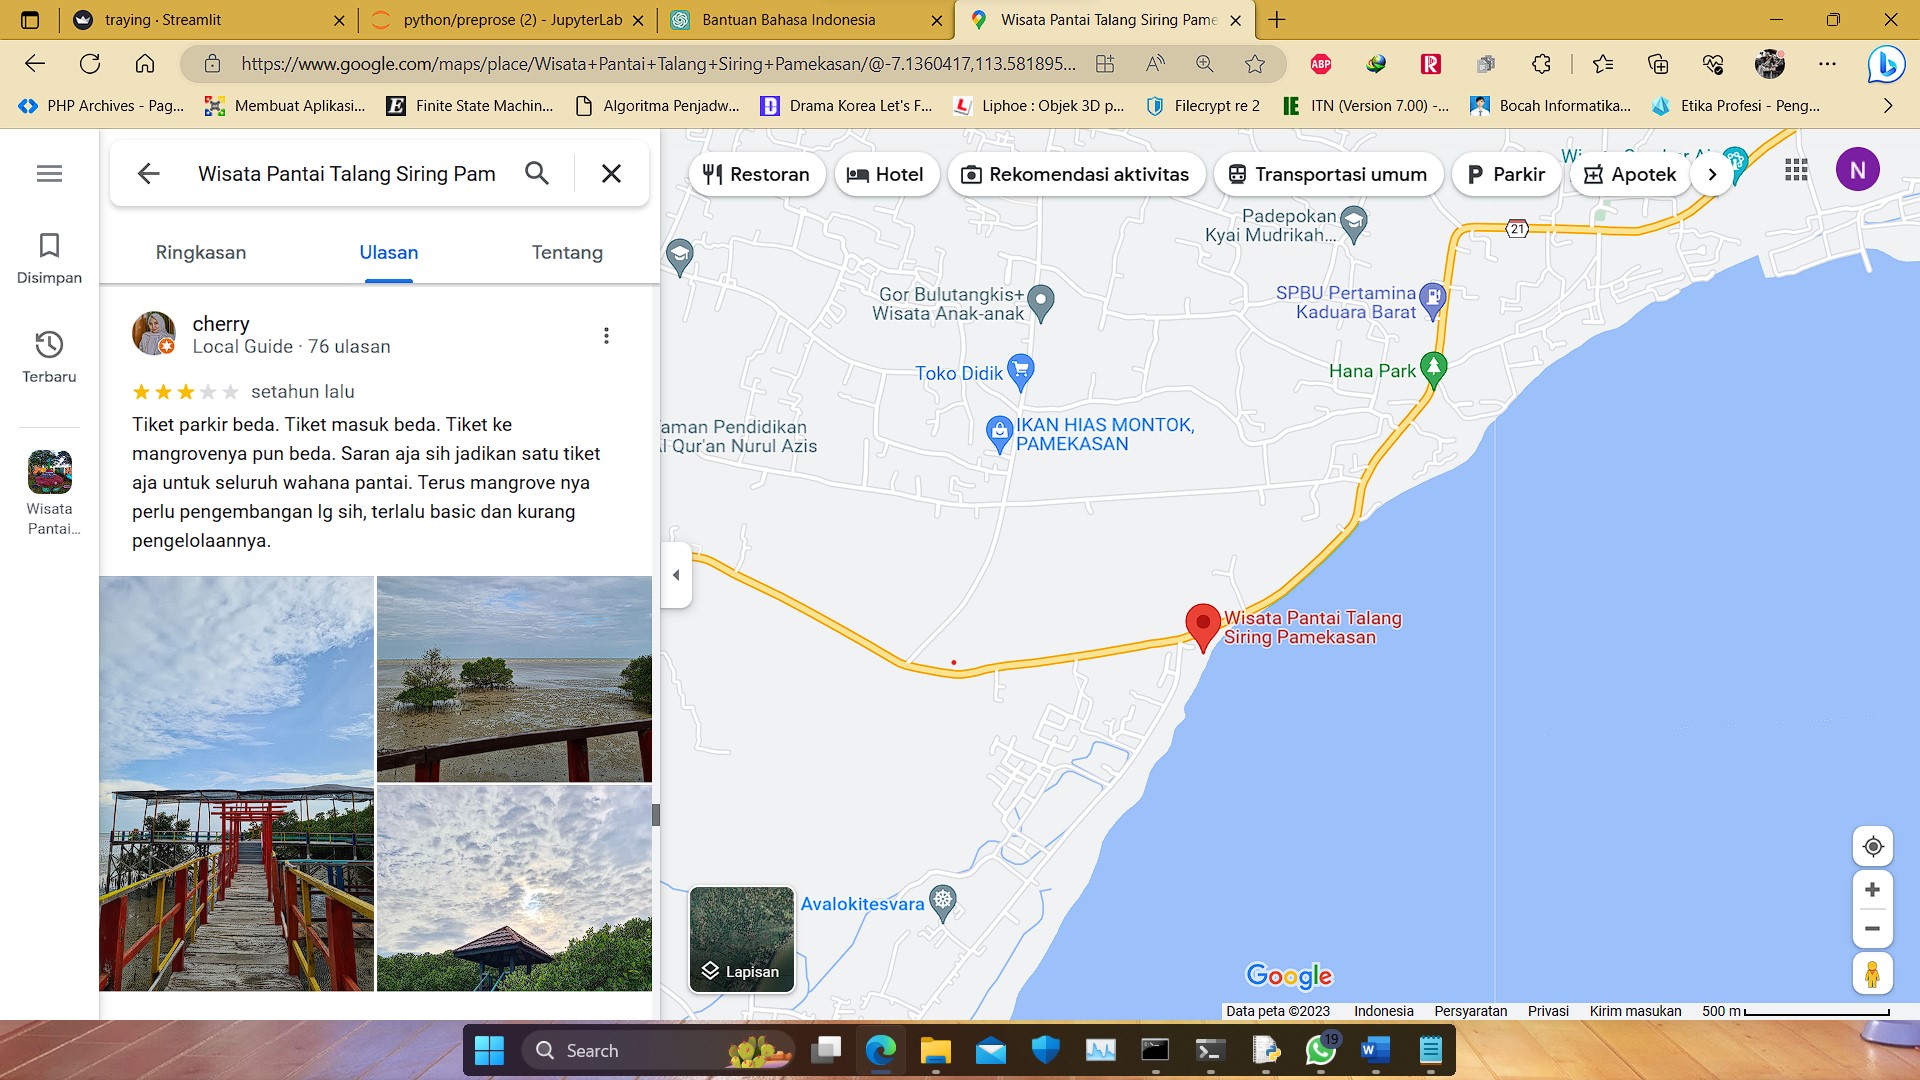 traying · Streamlit
python/preprose (2) - JupyterLab
Bantuan Bahasa Indonesia
Wisata Pantai Talang Siring Pame
https://www.google.com/maps/place/Wisata+Pantai+Talang+Siring+Pamekasan/@-7.1360417,113.581895...
ABP
PHP Archives - Pag...
Membuat Aplikasi...
Finite State Machin...
Algoritma Penjadw...
Drama Korea Let's F...
Liphoe : Objek 3D p...
Filecrypt re 2
ITN (Version 7.00) -...
Bocah Informatika...
Etika Profesi - Peng...
Wisata Pantai Talang Siring Pam
Disimpan
Terbaru
Wisata
Pantai...
Ringkasan
Ulasan
Tentang
cherry
Local Guide · 76 ulasan
setahun lalu
Tiket parkir beda. Tiket masuk beda. Tiket ke
mangrovenya pun beda. Saran aja sih jadikan satu tiket
aja untuk seluruh wahana pantai. Terus mangrove nya
perlu pengembangan lg sih, terlalu basic dan kurang
pengelolaannya.
Restoran
Hotel
Rekomendasi aktivitas
Transportasi umum
Parkir
Apotek
N
Padepokan
Kyai Mudrikah...
21
Gor Bulutangkis+
Wisata Anak-anak
SPBU Pertamina
Kaduara Barat
Toko Didik
Hana Park
IKAN HIAS MONTOK,
PAMEKASAN
aman Pendidikan
Al Qur'an Nurul Azis
Wisata Pantai Talang
Siring Pamekasan
Avalokitesvara
Lapisan
Google
Data peta ©2023
Indonesia
Persyaratan
Privasi
Kirim masukan
500 m
Search
19